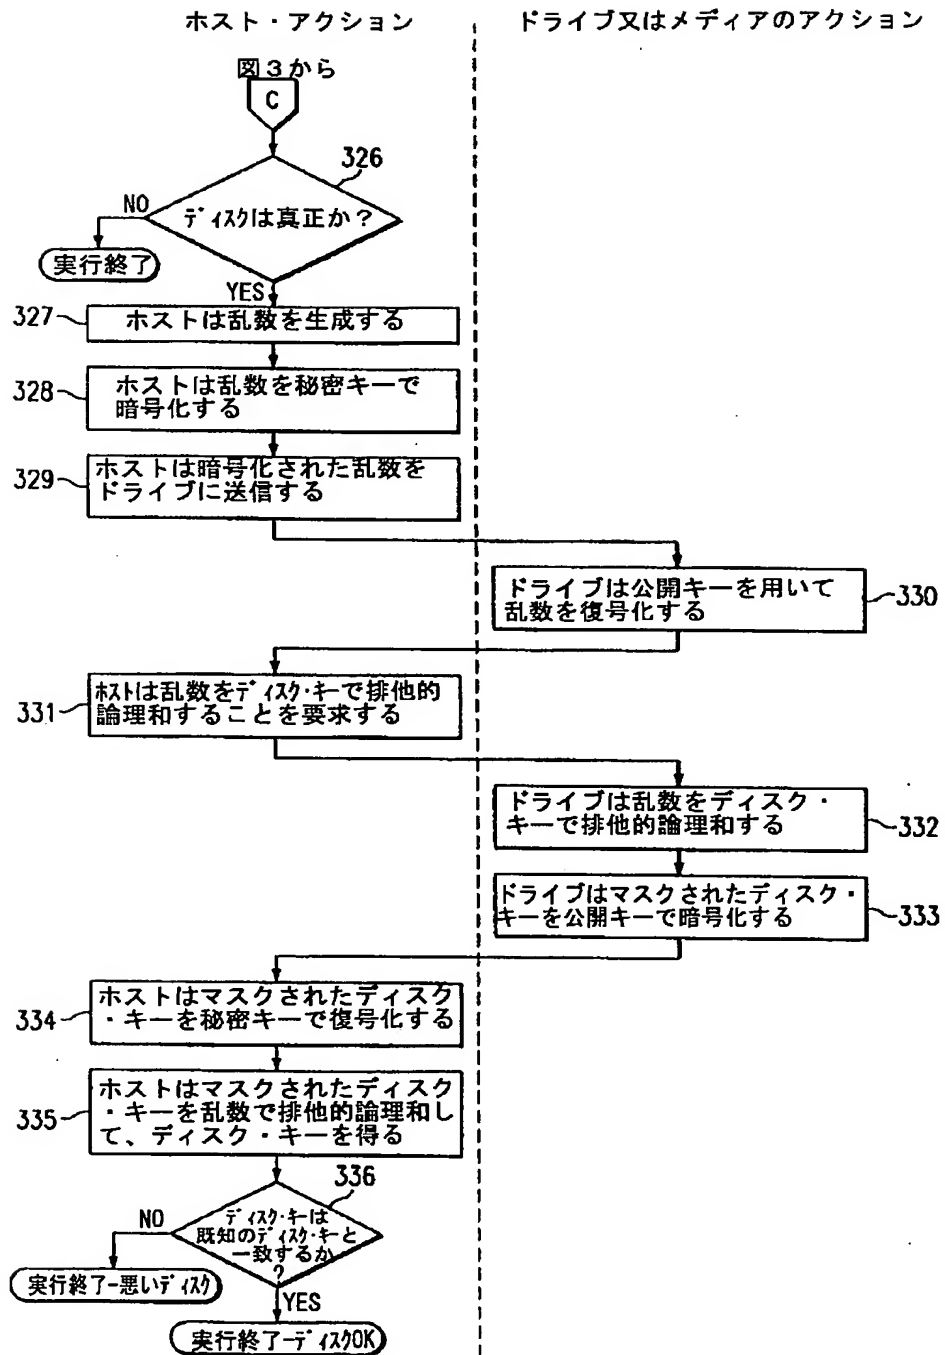 ホスト・アクション
ドライブ又はメディアのアクション
図3から
C
326
ディスクは真正か?
NO
実行終了
YES
327
ホストは乱数を生成する
328
ホストは乱数を秘密キーで
暗号化する
329
ホストは暗号化された乱数を
ドライブに送信する
ドライブは公開キーを用いて
乱数を復号化する
330
331
ホストは乱数をディスク・キーで排他的
論理和することを要求する
ドライブは乱数をディスク・
キーで排他的論理和する
332
ドライブはマスクされたディスク・
キーを公開キーで暗号化する
333
334
ホストはマスクされたディスク
・キーを秘密キーで復号化する
335
ホストはマスクされたディスク
・キーを乱数で排他的論理和し
て、ディスク・キーを得る
336
ディスク・キーは
既知のディスク・キーと
一致するか
?
NO
実行終了-悪いディスク
YES
実行終了-ディスクOK